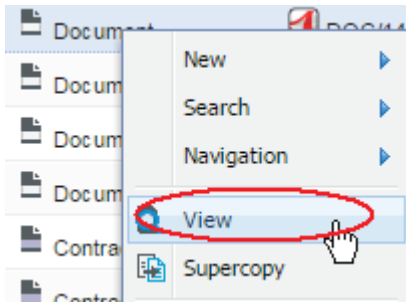 Document
New
Docum
Search
Docum
Navigation
Docum
View
Contra
Supercopy